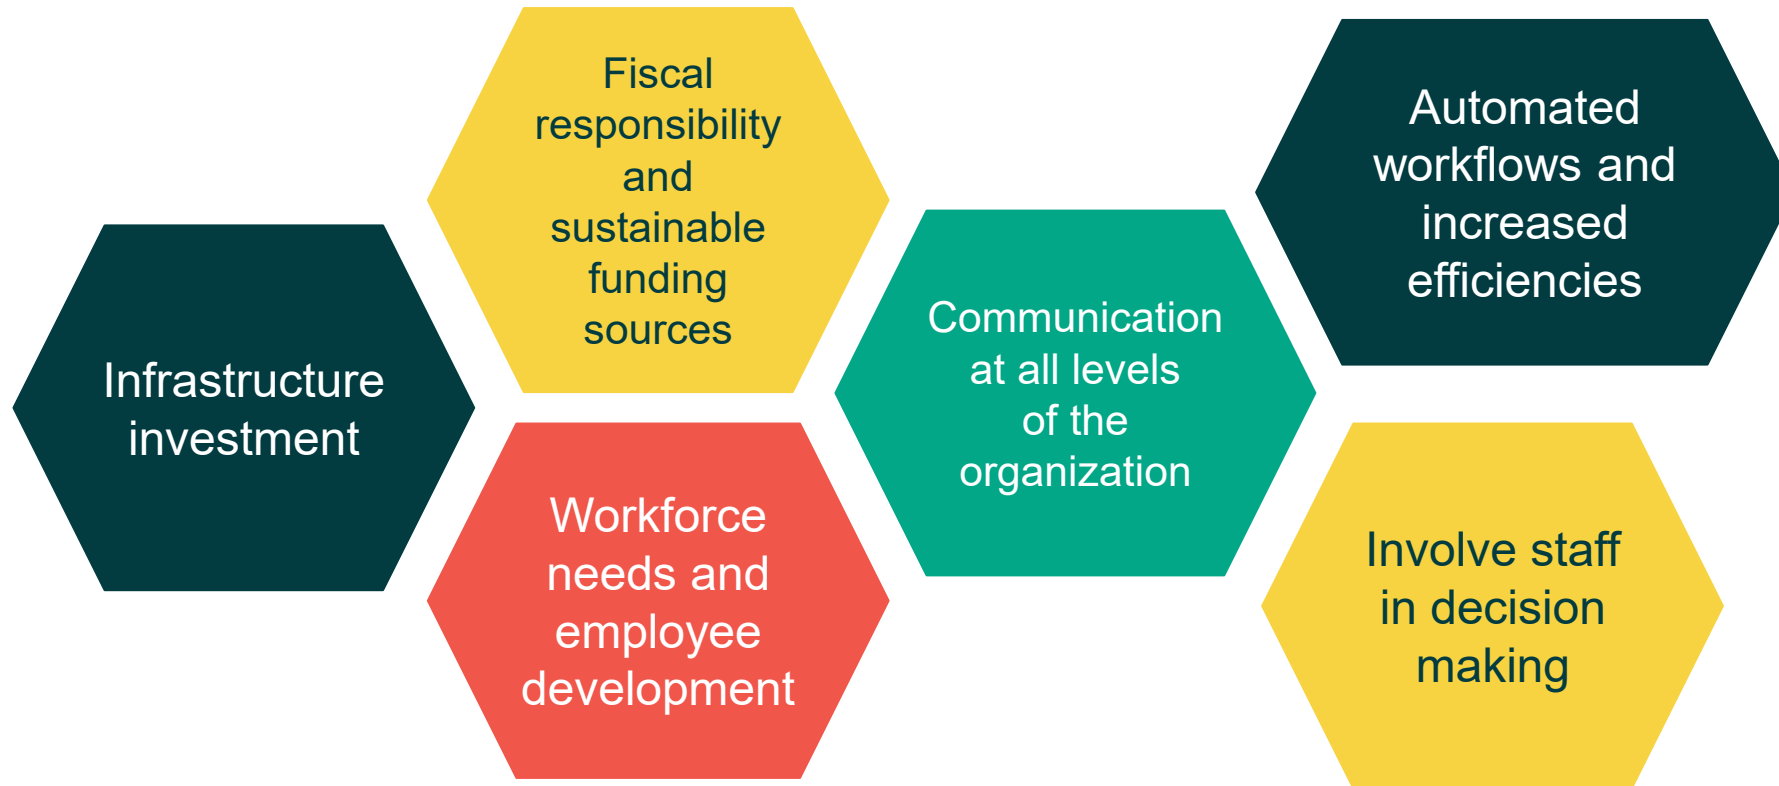 Infrastructure
investment
Fiscal
responsibility
and
sustainable
funding
sources
Workforce
needs and
employee
development
Communication
at all levels
of the
organization
Automated
workflows and
increased
efficiencies
Involve staff
in decision
making